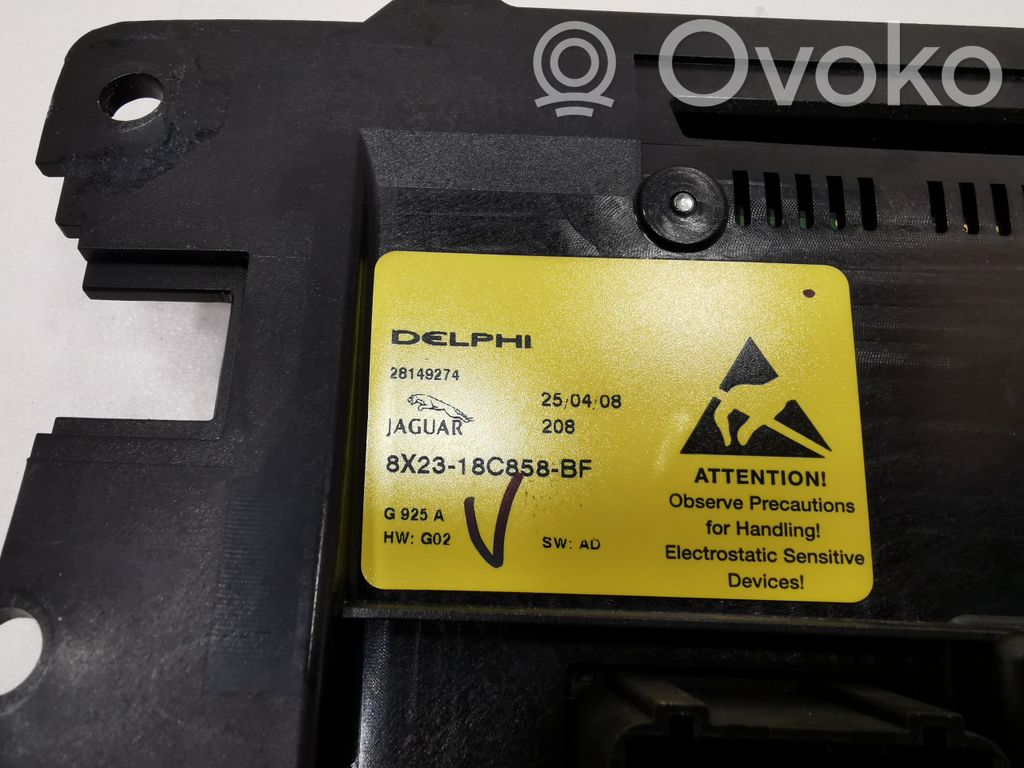 Ovoko
DELPHI
28149274
JAGUAR
25/04/08
208
8X23-18C858-BF
G 925 A
HW: G02
SW: AD
ATTENTION!
Observe Precautions
for Handling!
Electrostatic Sensitive
Devices!